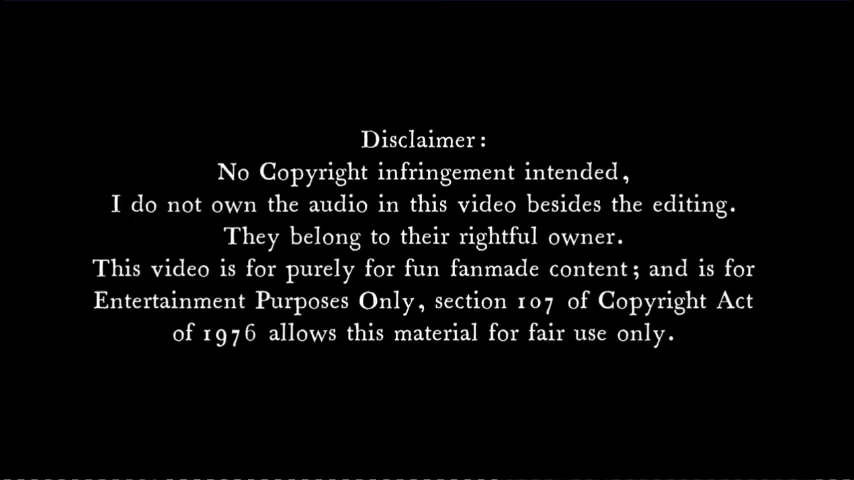 Disclaimer:
No Copyright infringement intended,
I do not own the audio in this video besides the editing.
They belong to their rightful owner.
This video is for purely for fun fanmade content; and is for
Entertainment Purposes Only, section 107 of Copyright Act
of 1976 allows this material for fair use only.